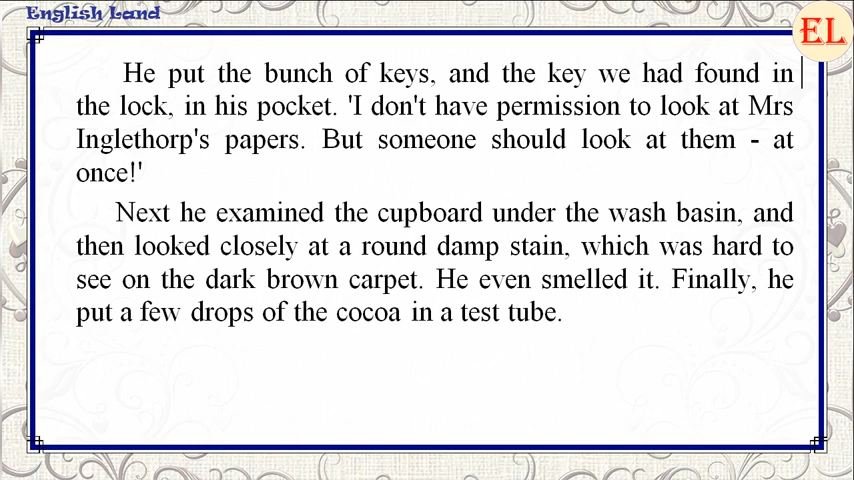 English Land
EL
He put the bunch of keys, and the key we had found in
the lock, in his pocket. 'I don't have permission to look at Mrs
Inglethorp's papers. But someone should look at them - at
once!'
Next he examined the cupboard under the wash basin, and
then looked closely at a round damp stain, which was hard to
see on the dark brown carpet. He even smelled it. Finally, he
put a few drops of the cocoa in a test tube.